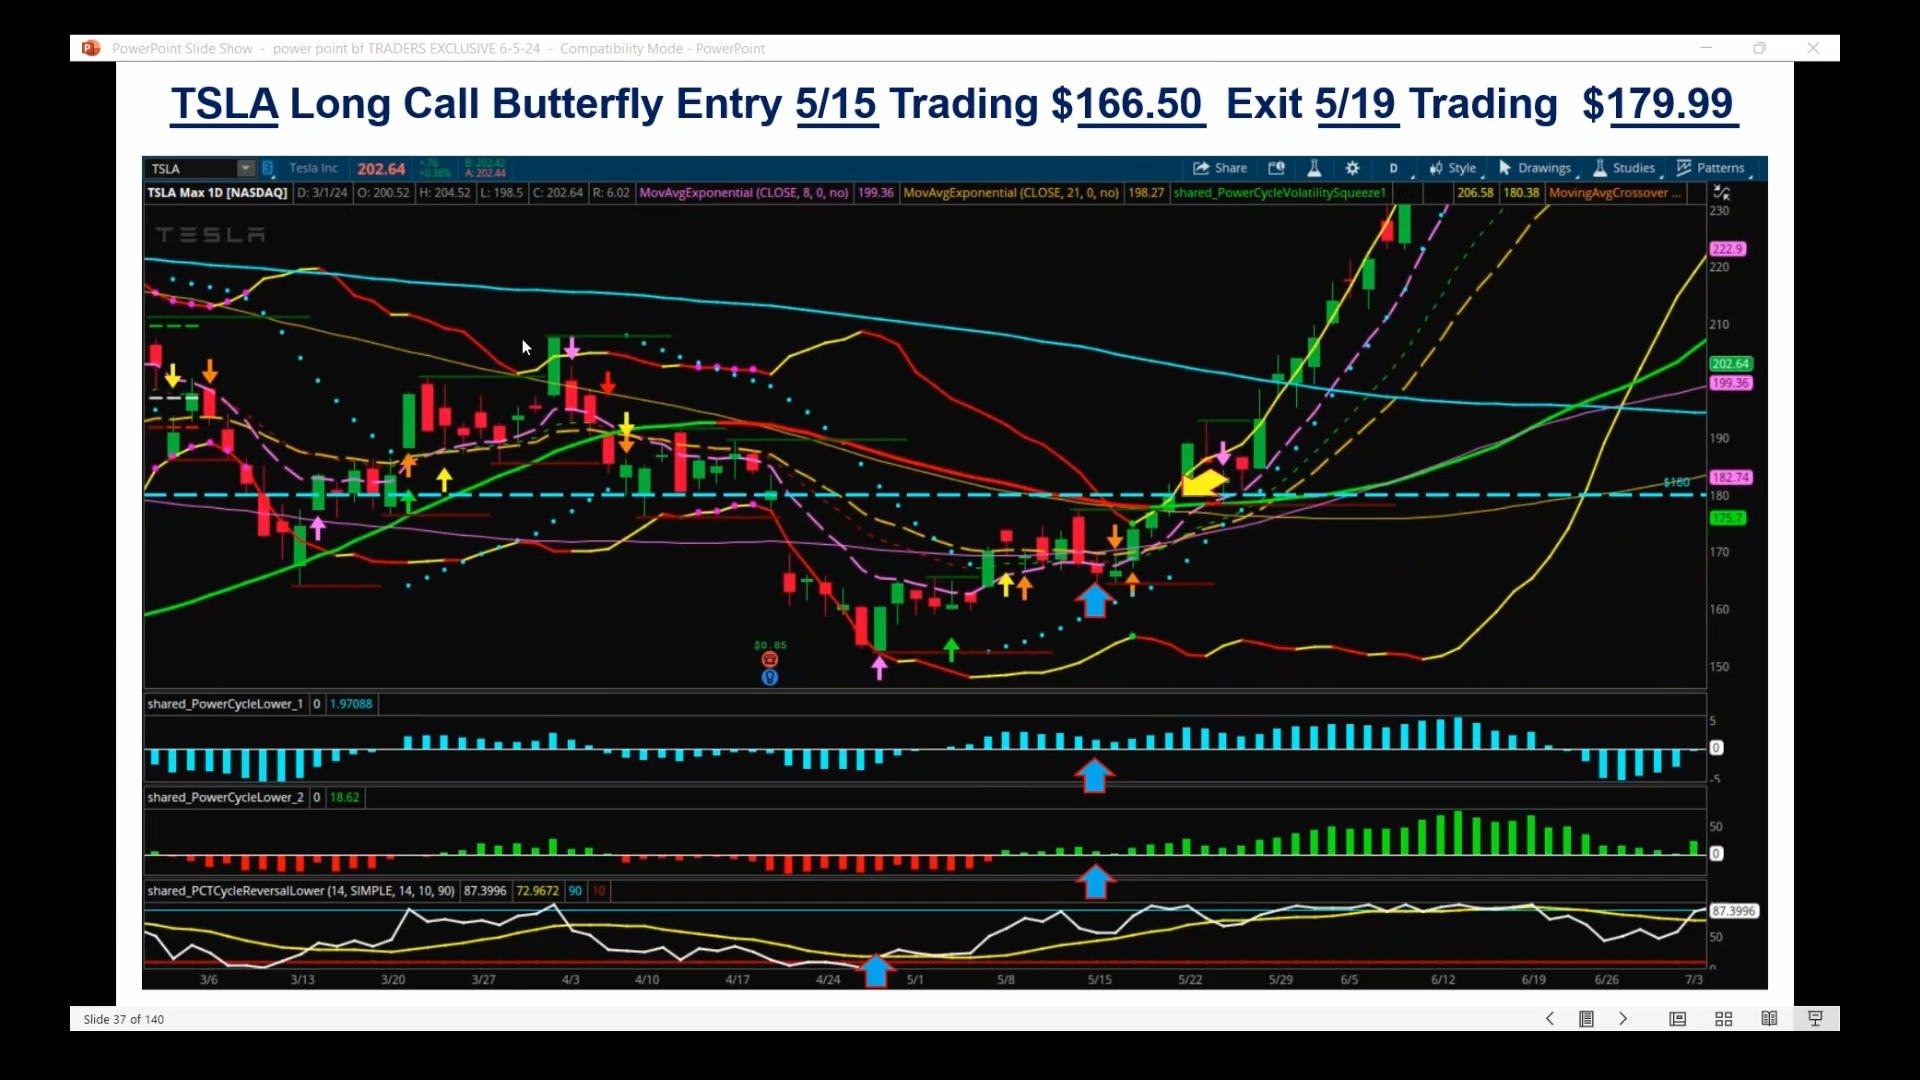 PowerPoint Slide Show - power point bf TRADERS EXCLUSIVE 6-5-24 - Compatibility Mode - PowerPoint
TSLA Long Call Butterfly Entry 5/15 Trading $166.50 Exit 5/19 Trading $179.99
TSLA Tesla Inc 202.64 +.76 +0.38% B: 202.42 A: 202.44 Share D Style Drawings Studies Patterns
TSLA Max 1D [NASDAQ] D: 3/1/24 O: 200.52 H: 204.52 L: 198.5 C: 202.64 R: 6.02 MovAvgExponential (CLOSE, 8, 0, no) 199.36 MovAvgExponential (CLOSE, 21, 0, no) 198.27 shared_PowerCycleVolatilitySqueeze1 206.58 180.38 MovingAvgCrossover ...
TESLA
230
222.9
220
210
202.64
199.36
190
182.74
$180
180
175.7
170
160
150
$0.85
shared_PowerCycleLower_1 0 1.97088
5
0
-5
shared_PowerCycleLower_2 0 18.62
50
0
shared_PCTCycleReversalLower (14, SIMPLE, 14, 10, 90) 87.3996 72.9672 90 10
87.3996
50
0
3/6 3/13 3/20 3/27 4/3 4/10 4/17 4/24 5/1 5/8 5/15 5/22 5/29 6/5 6/12 6/19 6/26 7/3
Slide 37 of 140